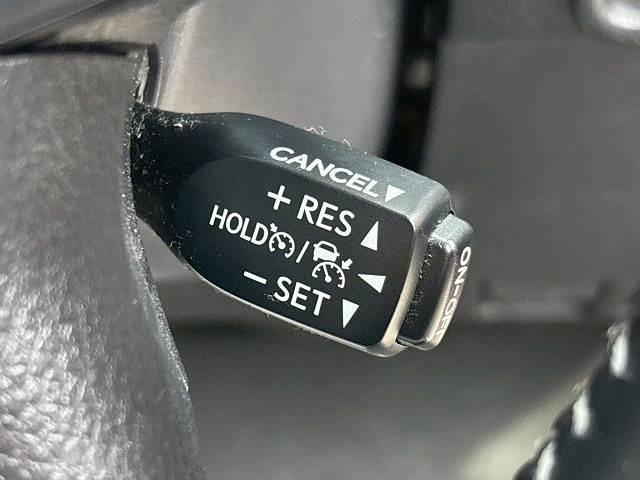 CANCEL▼
+ RES ▲
HOLD / ◀
− SET ▼
ON-OFF